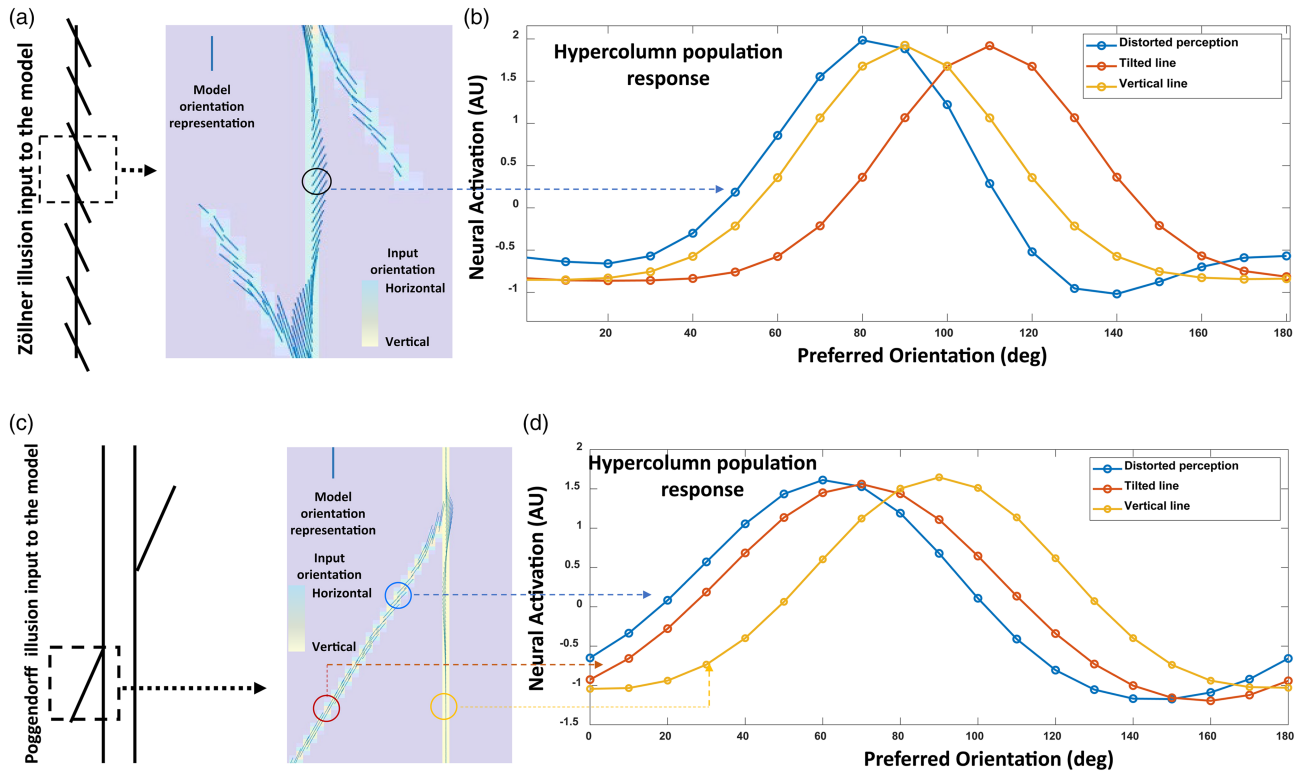 (a)
Zöllner illusion input to the model
Model
orientation
representation
Input
orientation
Horizontal
Vertical
(b)
Hypercolumn population
response
Distorted perception
Tilted line
Vertical line
Neural Activation (AU)
2
1.5
1
0.5
0
-0.5
-1
20 40 60 80 100 120 140 160 180
Preferred Orientation (deg)
(c)
Poggendorff illusion input to the model
Model
orientation
representation
Input
orientation
Horizontal
Vertical
(d)
Hypercolumn population
response
Distorted perception
Tilted line
Vertical line
Neural Activation (AU)
2
1.5
1
0.5
0
-0.5
-1
-1.5
0 20 40 60 80 100 120 140 160 180
Preferred Orientation (deg)